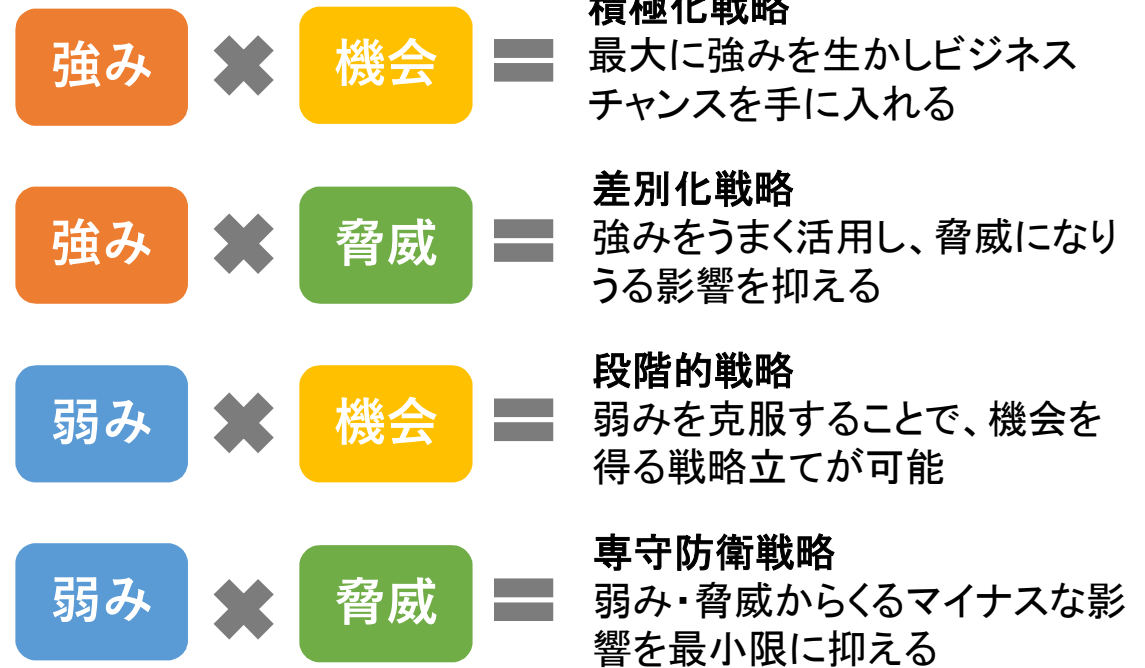 積極化戦略
強み ✖ 機会 = 最大に強みを生かしビジネス
チャンスを手に入れる
差別化戦略
強み ✖ 脅威 = 強みをうまく活用し、脅威になり
うる影響を抑える
段階的戦略
弱み ✖ 機会 = 弱みを克服することで、機会を
得る戦略立てが可能
専守防衛戦略
弱み ✖ 脅威 = 弱み・脅威からくるマイナスな影
響を最小限に抑える